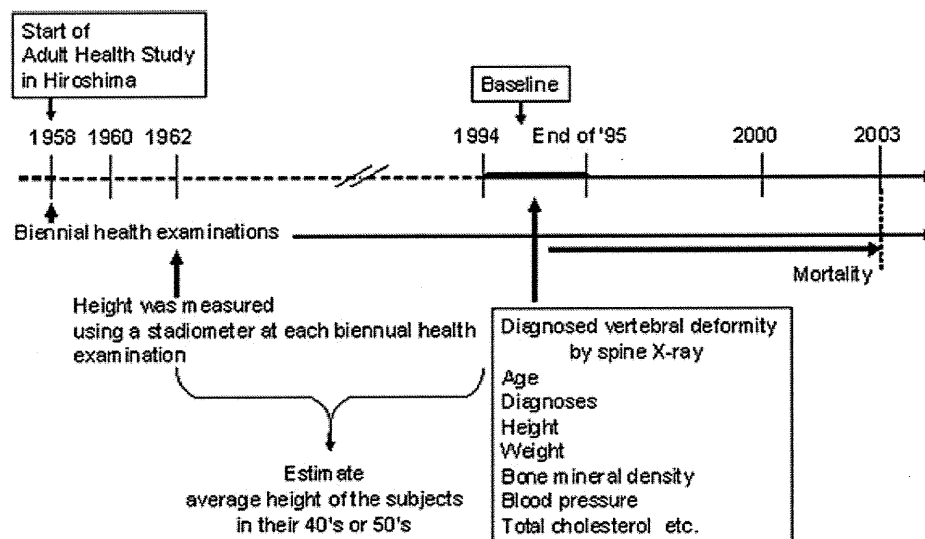 Start of
Adult Health Study
in Hiroshima
Baseline
1958 1960 1962 1994 End of '95 2000 2003
Biennial health examinations
Mortality
Height was measured
using a stadiometer at each biennual health
examination
Estimate
average height of the subjects
in their 40's or 50's
Diagnosed vertebral deformity
by spine X-ray
Age
Diagnoses
Height
Weight
Bone mineral density
Blood pressure
Total cholesterol etc.